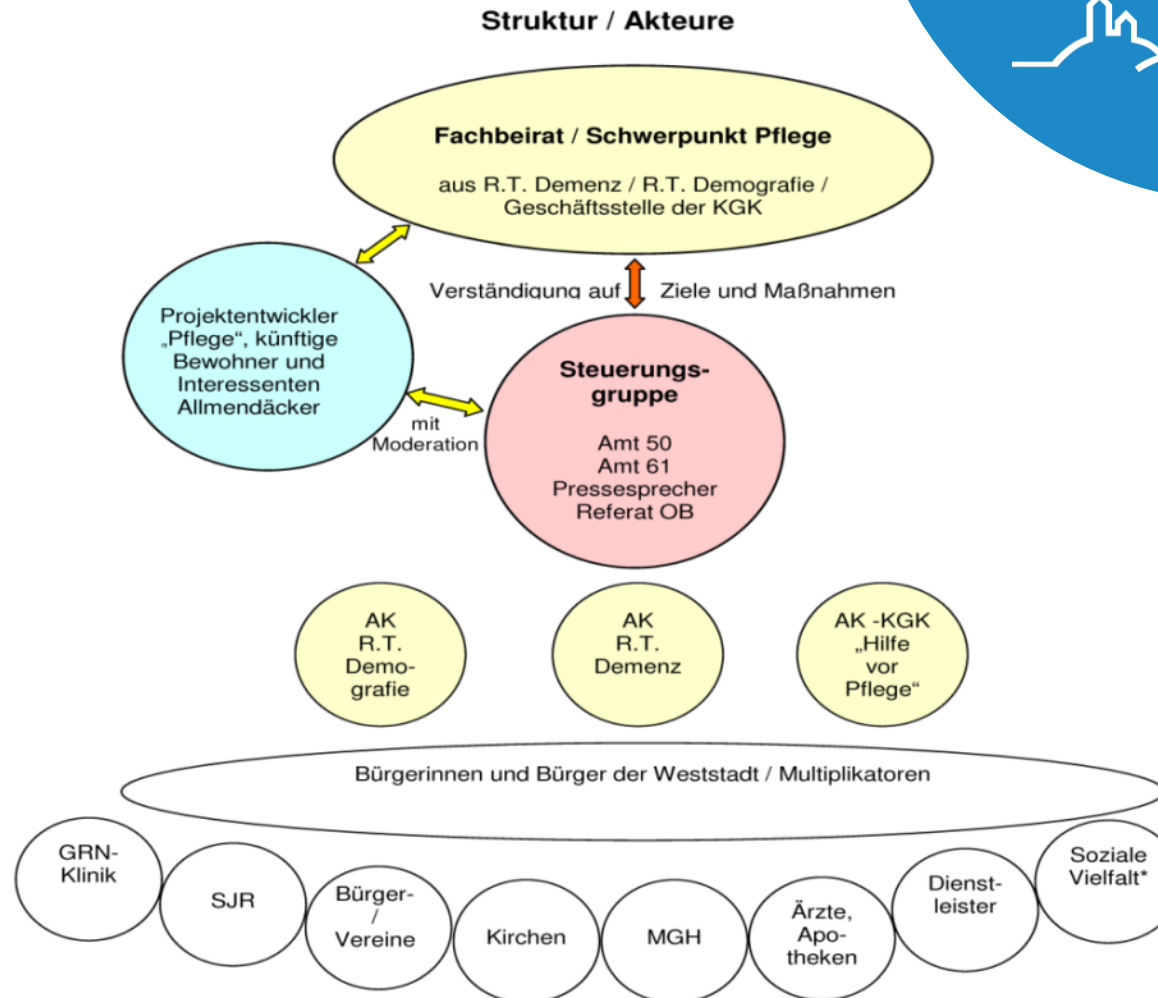 Struktur / Akteure
Fachbeirat / Schwerpunkt Pflege
aus R.T. Demenz / R.T. Demografie /
Geschäftsstelle der KGK
Verständigung auf Ziele und Maßnahmen
Projektentwickler
„Pflege“, künftige
Bewohner und
Interessenten
Allmendäcker
mit
Moderation
Steuerungs-
gruppe
Amt 50
Amt 61
Pressesprecher
Referat OB
AK
R.T.
Demo-
grafie
AK
R.T.
Demenz
AK -KGK
„Hilfe
vor
Pflege“
Bürgerinnen und Bürger der Weststadt / Multiplikatoren
GRN-
Klinik
SJR
Bürger-
/
Vereine
Kirchen
MGH
Ärzte,
Apo-
theken
Dienst-
leister
Soziale
Vielfalt*